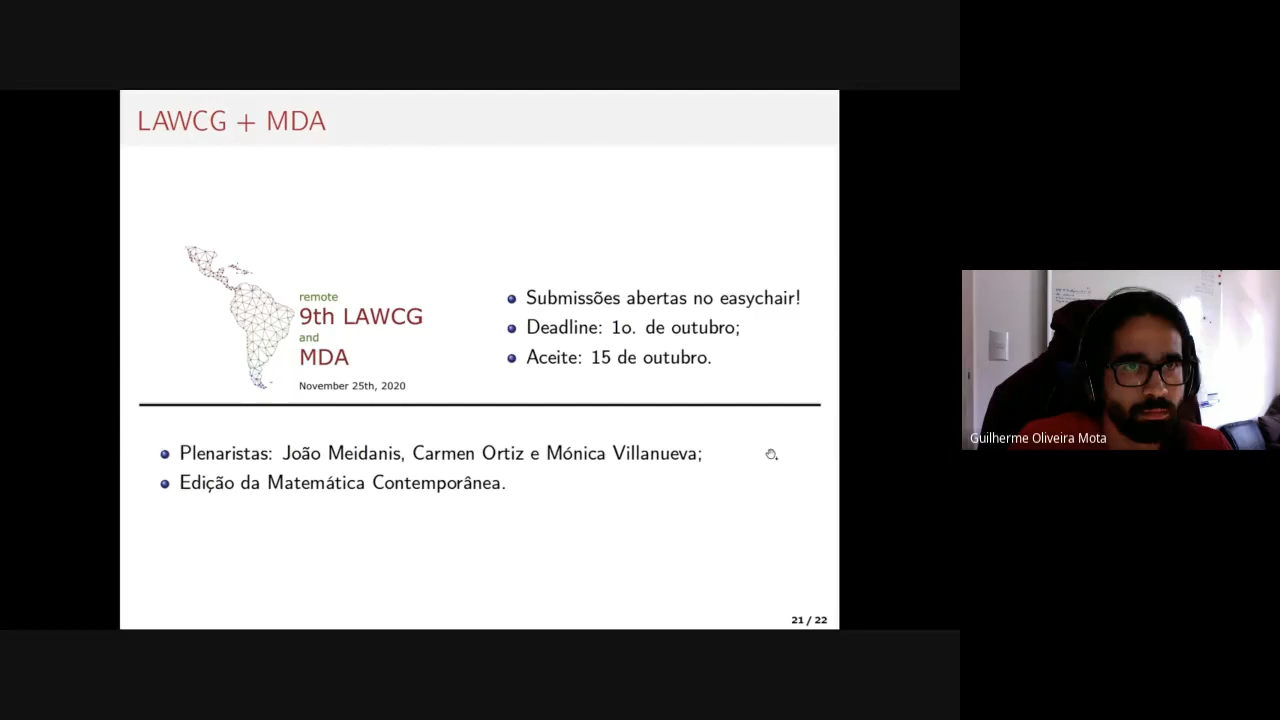 LAWCG + MDA
remote
9th LAWCG
and
MDA
November 25th, 2020
Submissões abertas no easychair!
Deadline: 1o. de outubro;
Aceite: 15 de outubro.
Plenaristas: João Meidanis, Carmen Ortiz e Mónica Villanueva;
Edição da Matemática Contemporânea.
21 / 22
Guilherme Oliveira Mota